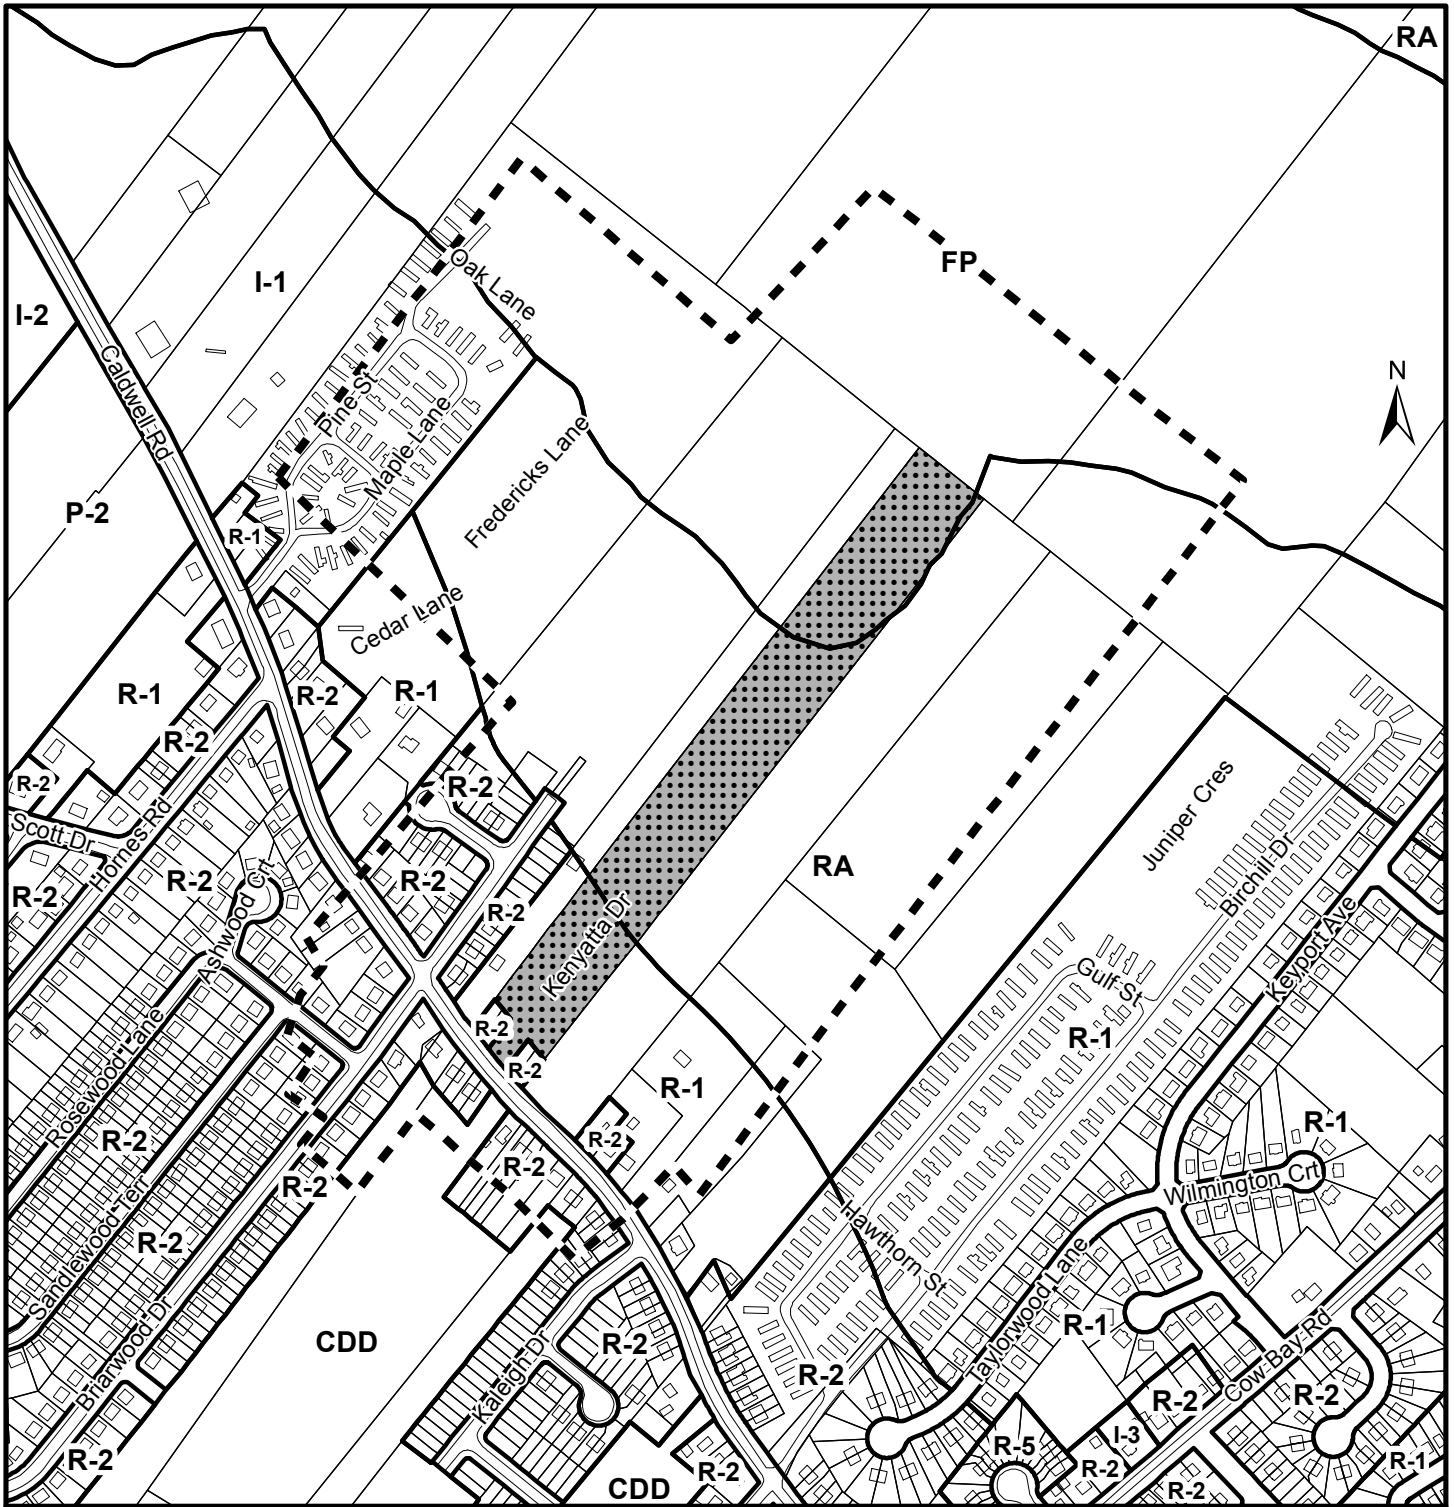 RA
FP
Oak Lane
I-1
I-2
Caldwell Rd
N
Pine St
Maple Lane
Fredericks Lane
P-2
R-1
Cedar Lane
R-1
R-2
R-1
R-2
R-2
R-2
Scott Dr
Homes Rd
Juniper Cres
RA
R-2
R-2
R-2
R-2
Birchill Dr
Ashwood Crt
Kenyatta Dr
Keyport Ave
Gulf St
R-2
R-1
Rosewood Lane
R-2
R-1
R-1
R-2
R-2
R-2
R-2
Wilmington Crt
Sandlewood Terr
R-2
Hawthorn St
Taylorwood Lane
Briarwood Dr
CDD
R-2
R-1
Cow Bay Rd
Kaleigh Dr
R-2
R-2
R-2
I-3
R-5
R-2
R-2
R-2
R-1
CDD
R-2